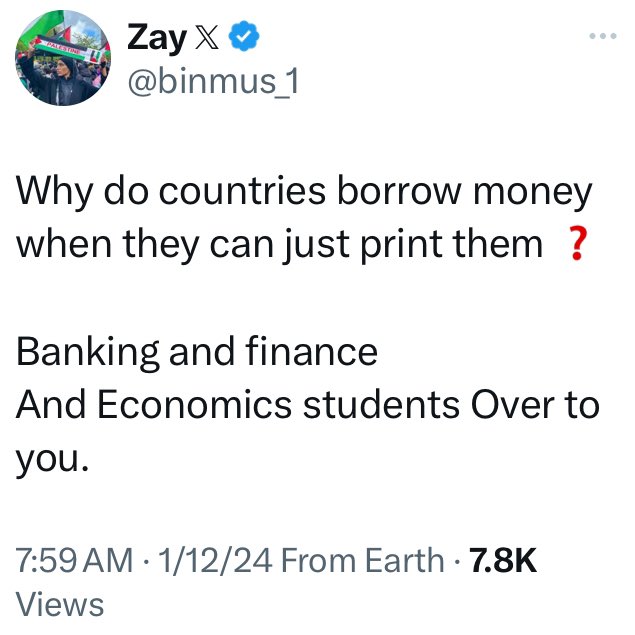 Zay X
@binmus_1
Why do countries borrow money
when they can just print them ❓
Banking and finance
And Economics students Over to
you.
7:59 AM · 1/12/24 From Earth · 7.8K
Views
PALESTINE